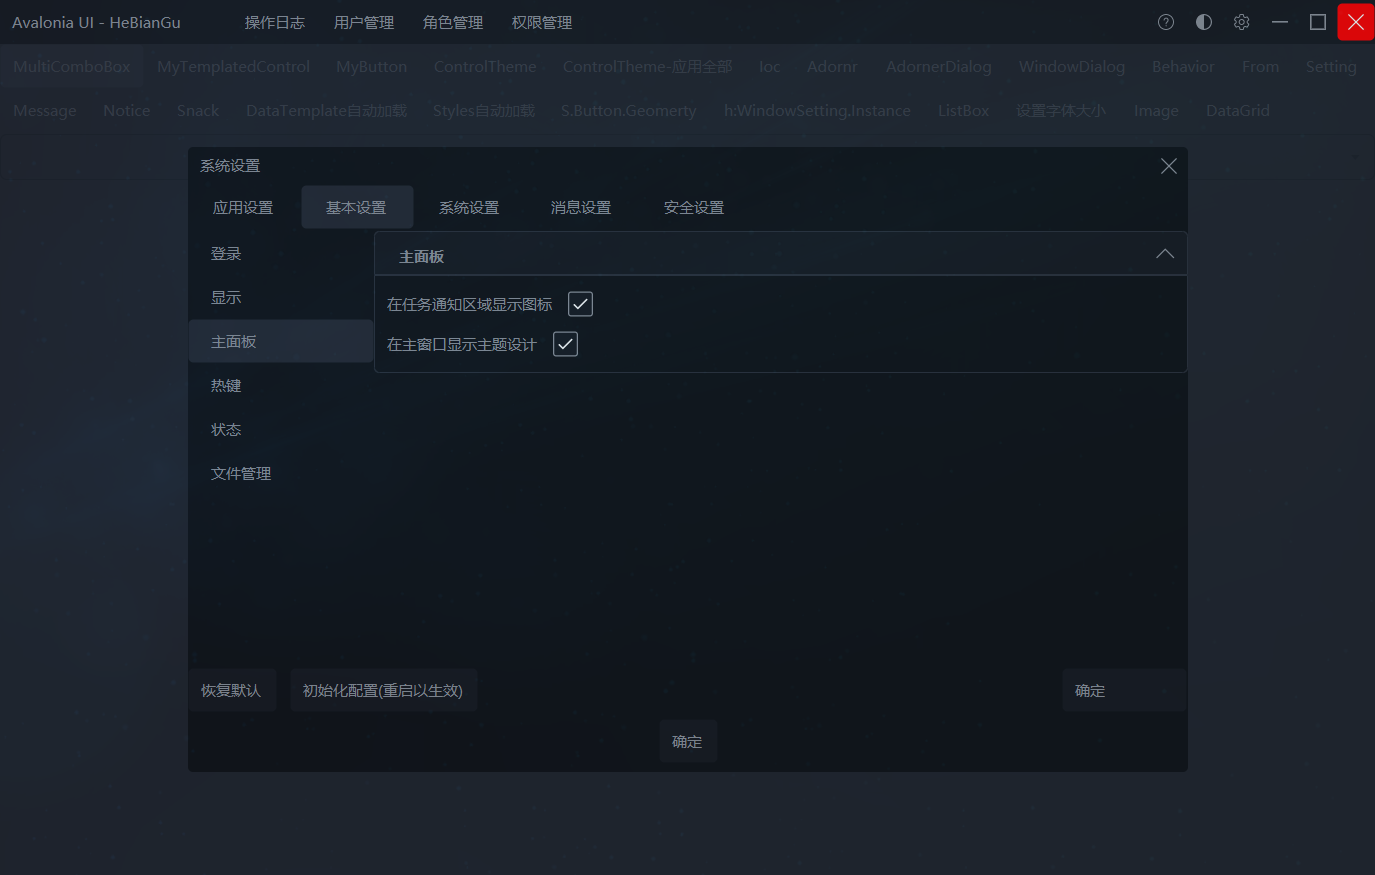 Avalonia UI - HeBianGu 操作日志 用户管理 角色管理 权限管理
MultiComboBox MyTemplatedControl MyButton ControlTheme ControlTheme-应用全部 Ioc Adornr AdornerDialog WindowDialog Behavior From Setting
Message Notice Snack DataTemplate自动加载 Styles自动加载 S.Button.Geomerty h:WindowSetting.Instance ListBox 设置字体大小 Image DataGrid
系统设置
应用设置 基本设置 系统设置 消息设置 安全设置
登录
显示
主面板
热键
状态
文件管理
主面板
在任务通知区域显示图标
在主窗口显示主题设计
恢复默认 初始化配置(重启以生效) 确定
确定